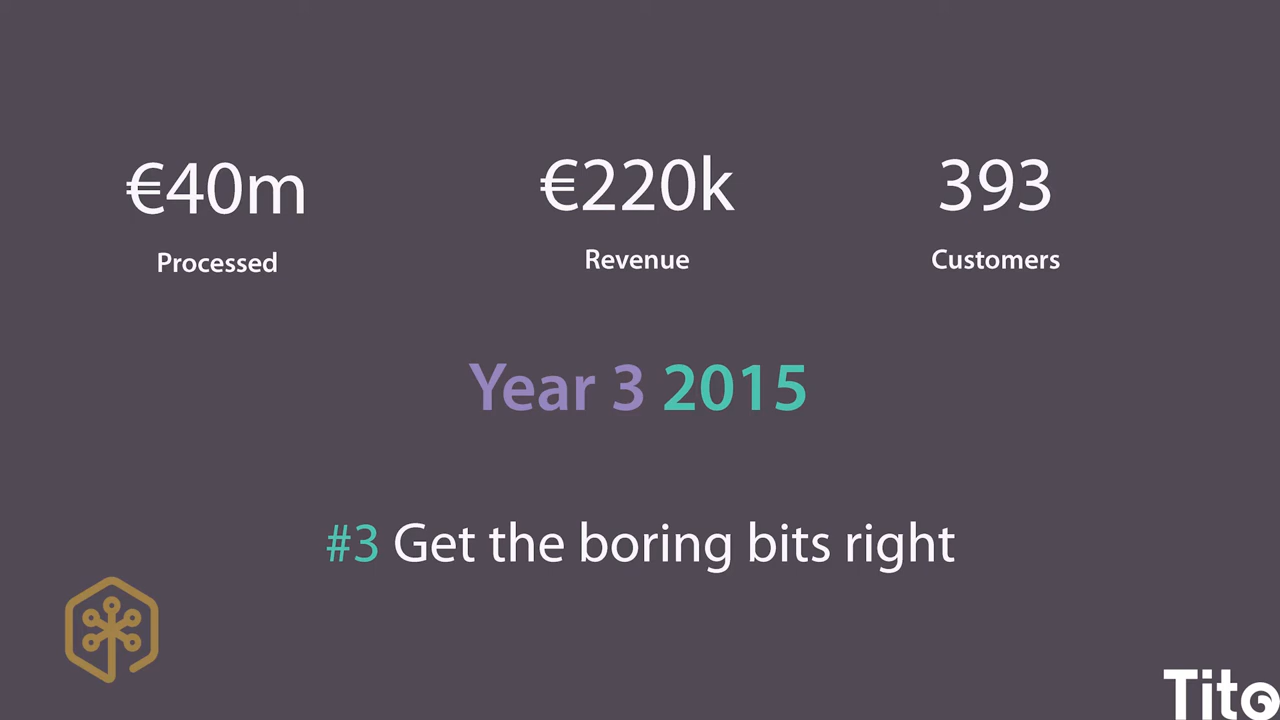 €40m €220k 393
Processed Revenue Customers
Year 3 2015
#3 Get the boring bits right
Tito